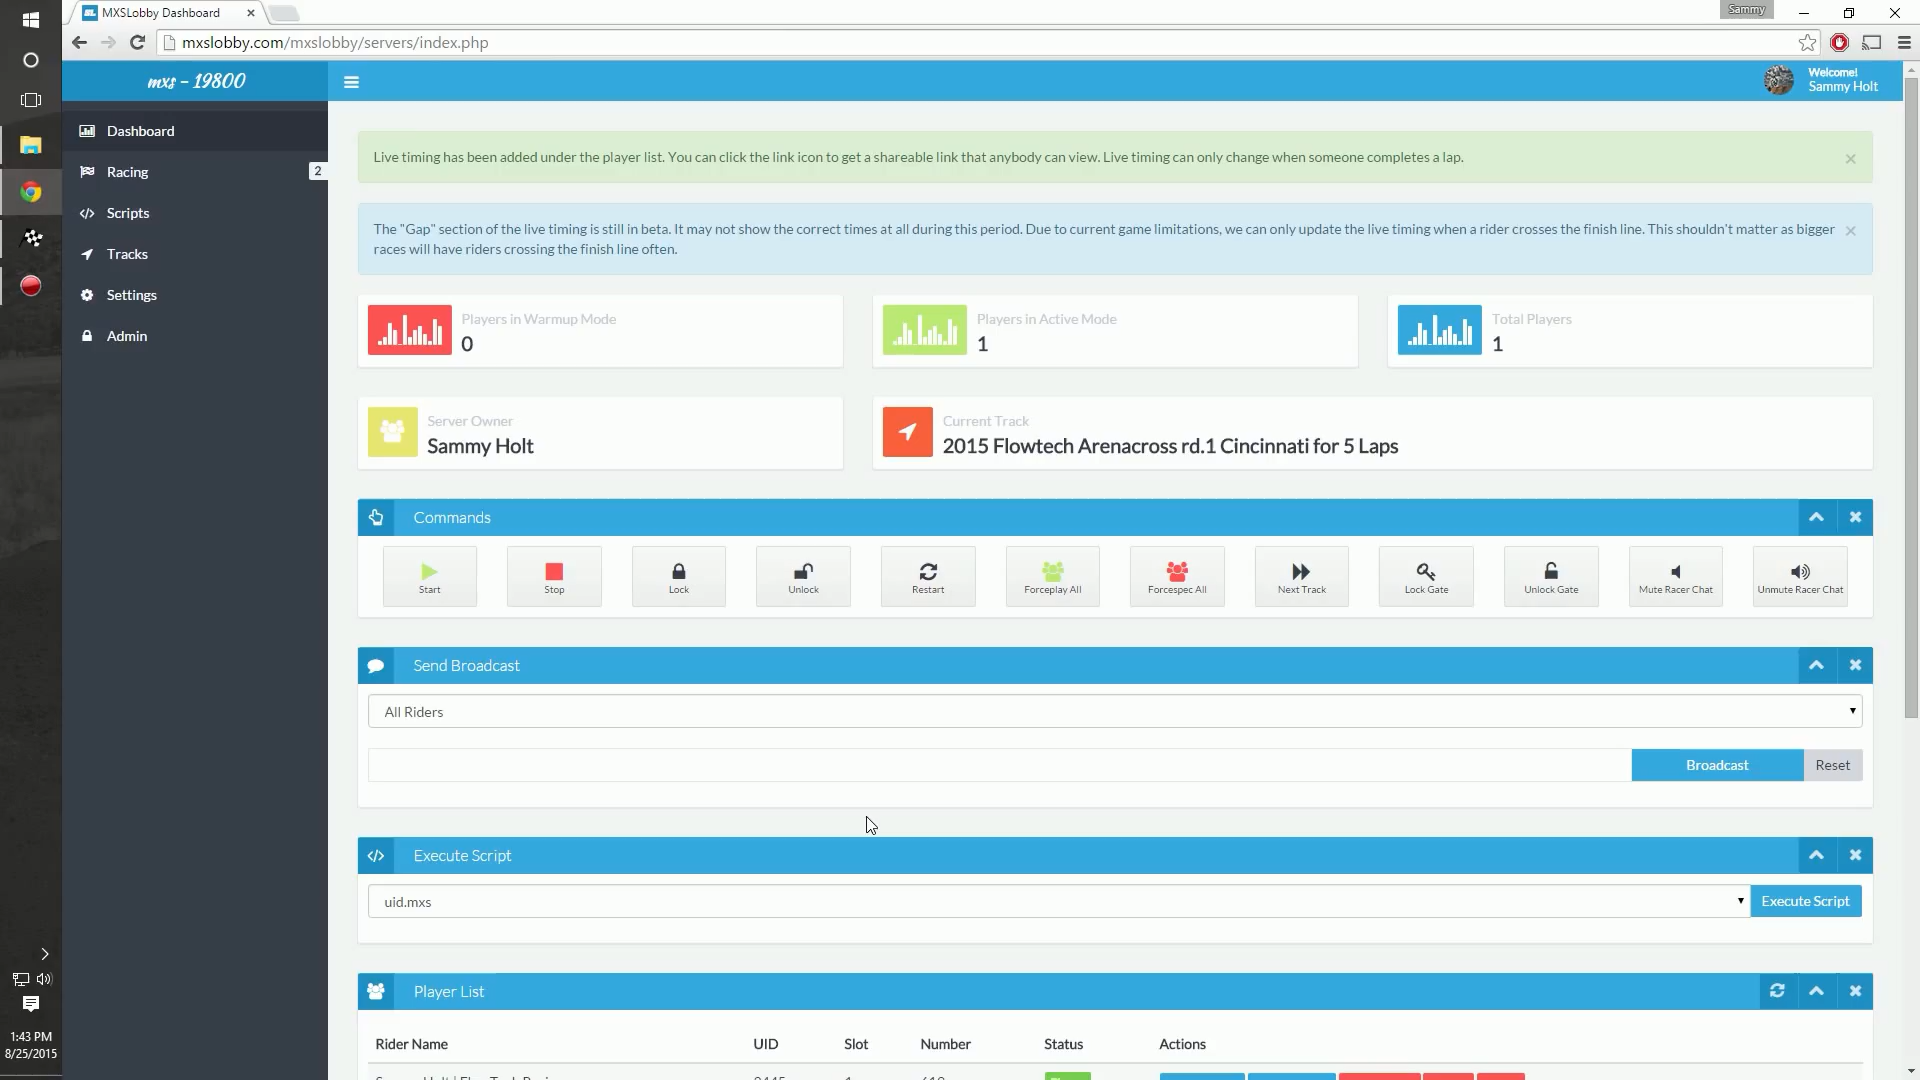 MXSLobby Dashboard
Sammy
mxslobby.com/mxslobby/servers/index.php
mxs - 19800
Welcome!
Sammy Holt
Dashboard
Racing
2
Scripts
Tracks
Settings
Admin
Live timing has been added under the player list. You can click the link icon to get a shareable link that anybody can view. Live timing can only change when someone completes a lap.
The "Gap" section of the live timing is still in beta. It may not show the correct times at all during this period. Due to current game limitations, we can only update the live timing when a rider crosses the finish line. This shouldn't matter as bigger
races will have riders crossing the finish line often.
Players in Warmup Mode
0
Players in Active Mode
1
Total Players
1
Server Owner
Sammy Holt
Current Track
2015 Flowtech Arenacross rd.1 Cincinnati for 5 Laps
Commands
Start
Stop
Lock
Unlock
Restart
Forceplay All
Forcespec All
Next Track
Lock Gate
Unlock Gate
Mute Racer Chat
Unmute Racer Chat
Send Broadcast
All Riders
Broadcast
Reset
Execute Script
uid.mxs
Execute Script
Player List
Rider Name
UID
Slot
Number
Status
Actions
1:43 PM
8/25/2015